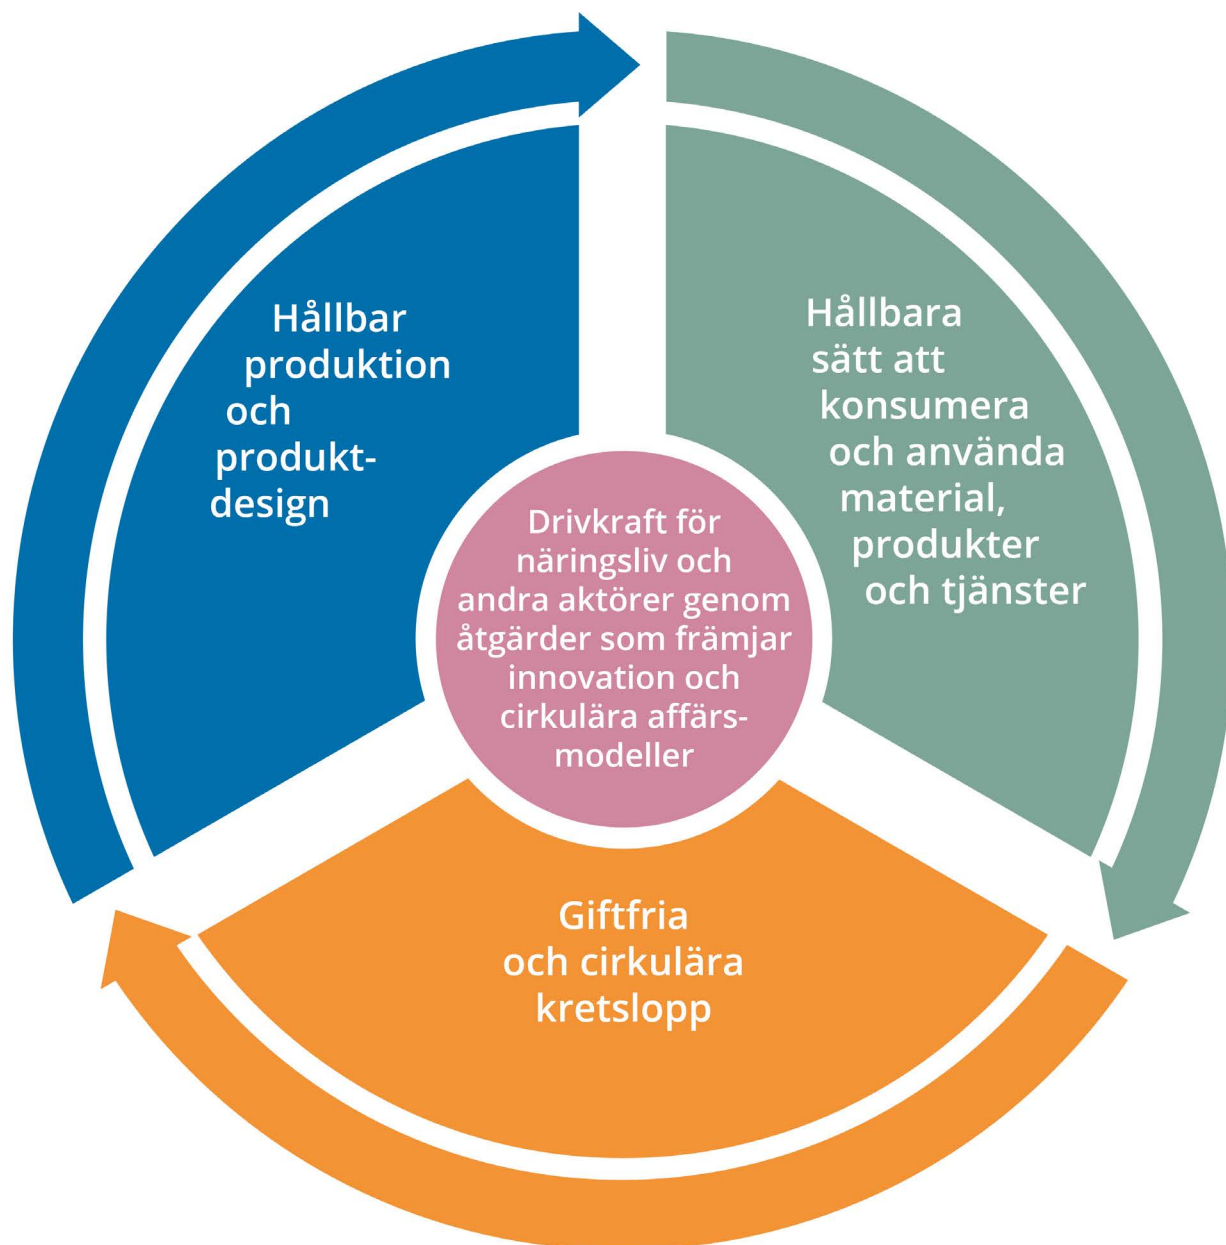 Hållbar
produktion
och
produkt-
design
Hållbara
sätt att
konsumera
och använda
material,
produkter
och tjänster
Drivkraft för
näringsliv och
andra aktörer genom
åtgärder som främjar
innovation och
cirkulära affärs-
modeller
Giftfria
och cirkulära
kretslopp